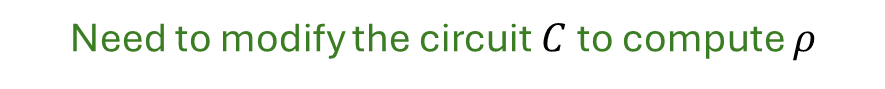 Need to modify the circuit 𝐶 to compute 𝜌